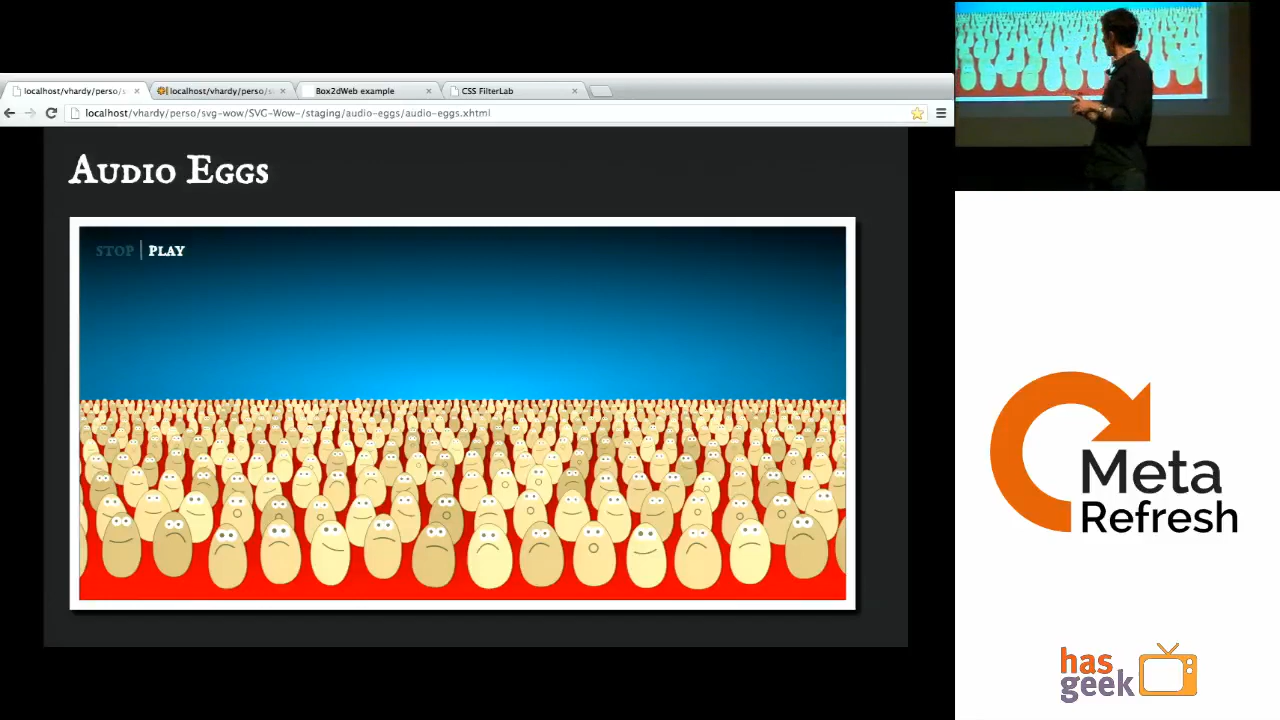 localhost/vhardy/perso/s
localhost/vhardy/perso/s
Box2dWeb example
CSS FilterLab
localhost/vhardy/perso/svg-wow/SVG-Wow-/staging/audio-eggs/audio-eggs.xhtml
Audio Eggs
STOP | PLAY
Meta
Refresh
has
geek